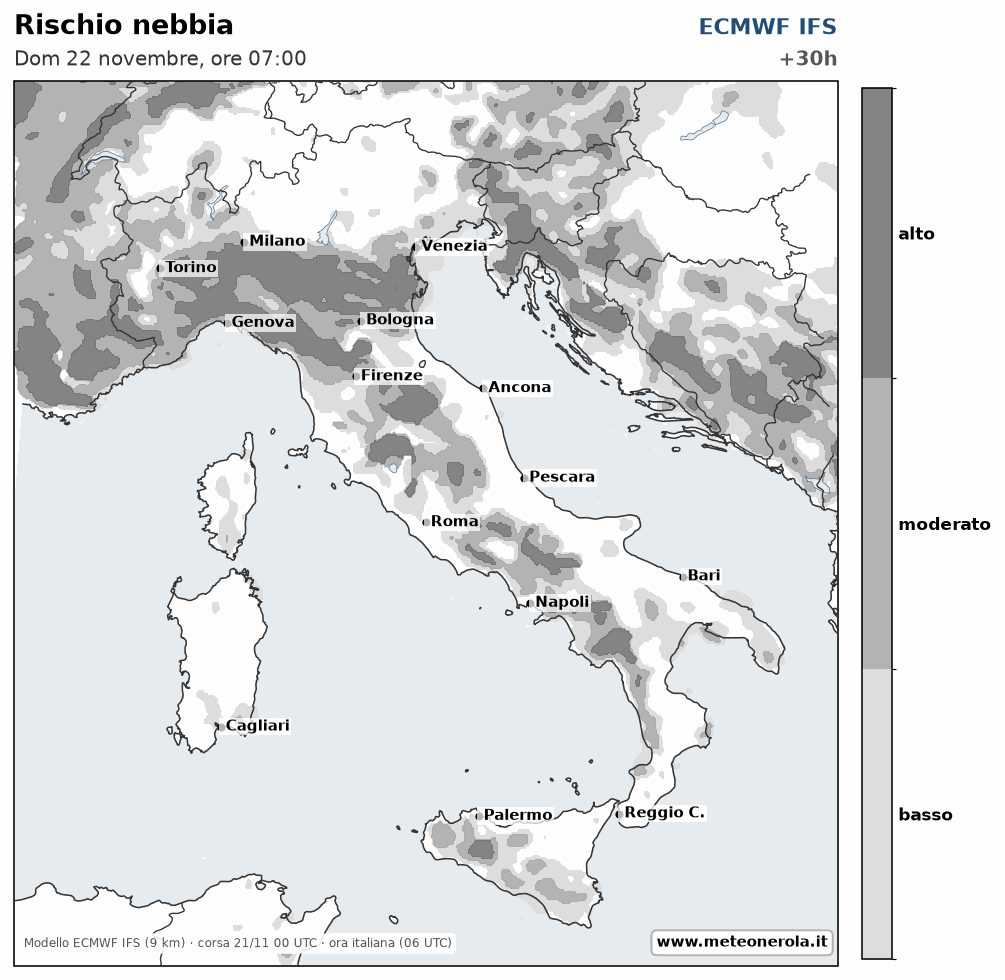 Rischio nebbia
ECMWF IFS
Dom 22 novembre, ore 07:00
+30h
Milano
Venezia
Torino
Genova
Bologna
Firenze
Ancona
Pescara
Roma
Bari
Napoli
Cagliari
Palermo
Reggio C.
alto
moderato
basso
Modello ECMWF IFS (9 km) · corsa 21/11 00 UTC · ora italiana (06 UTC)
www.meteonerola.it